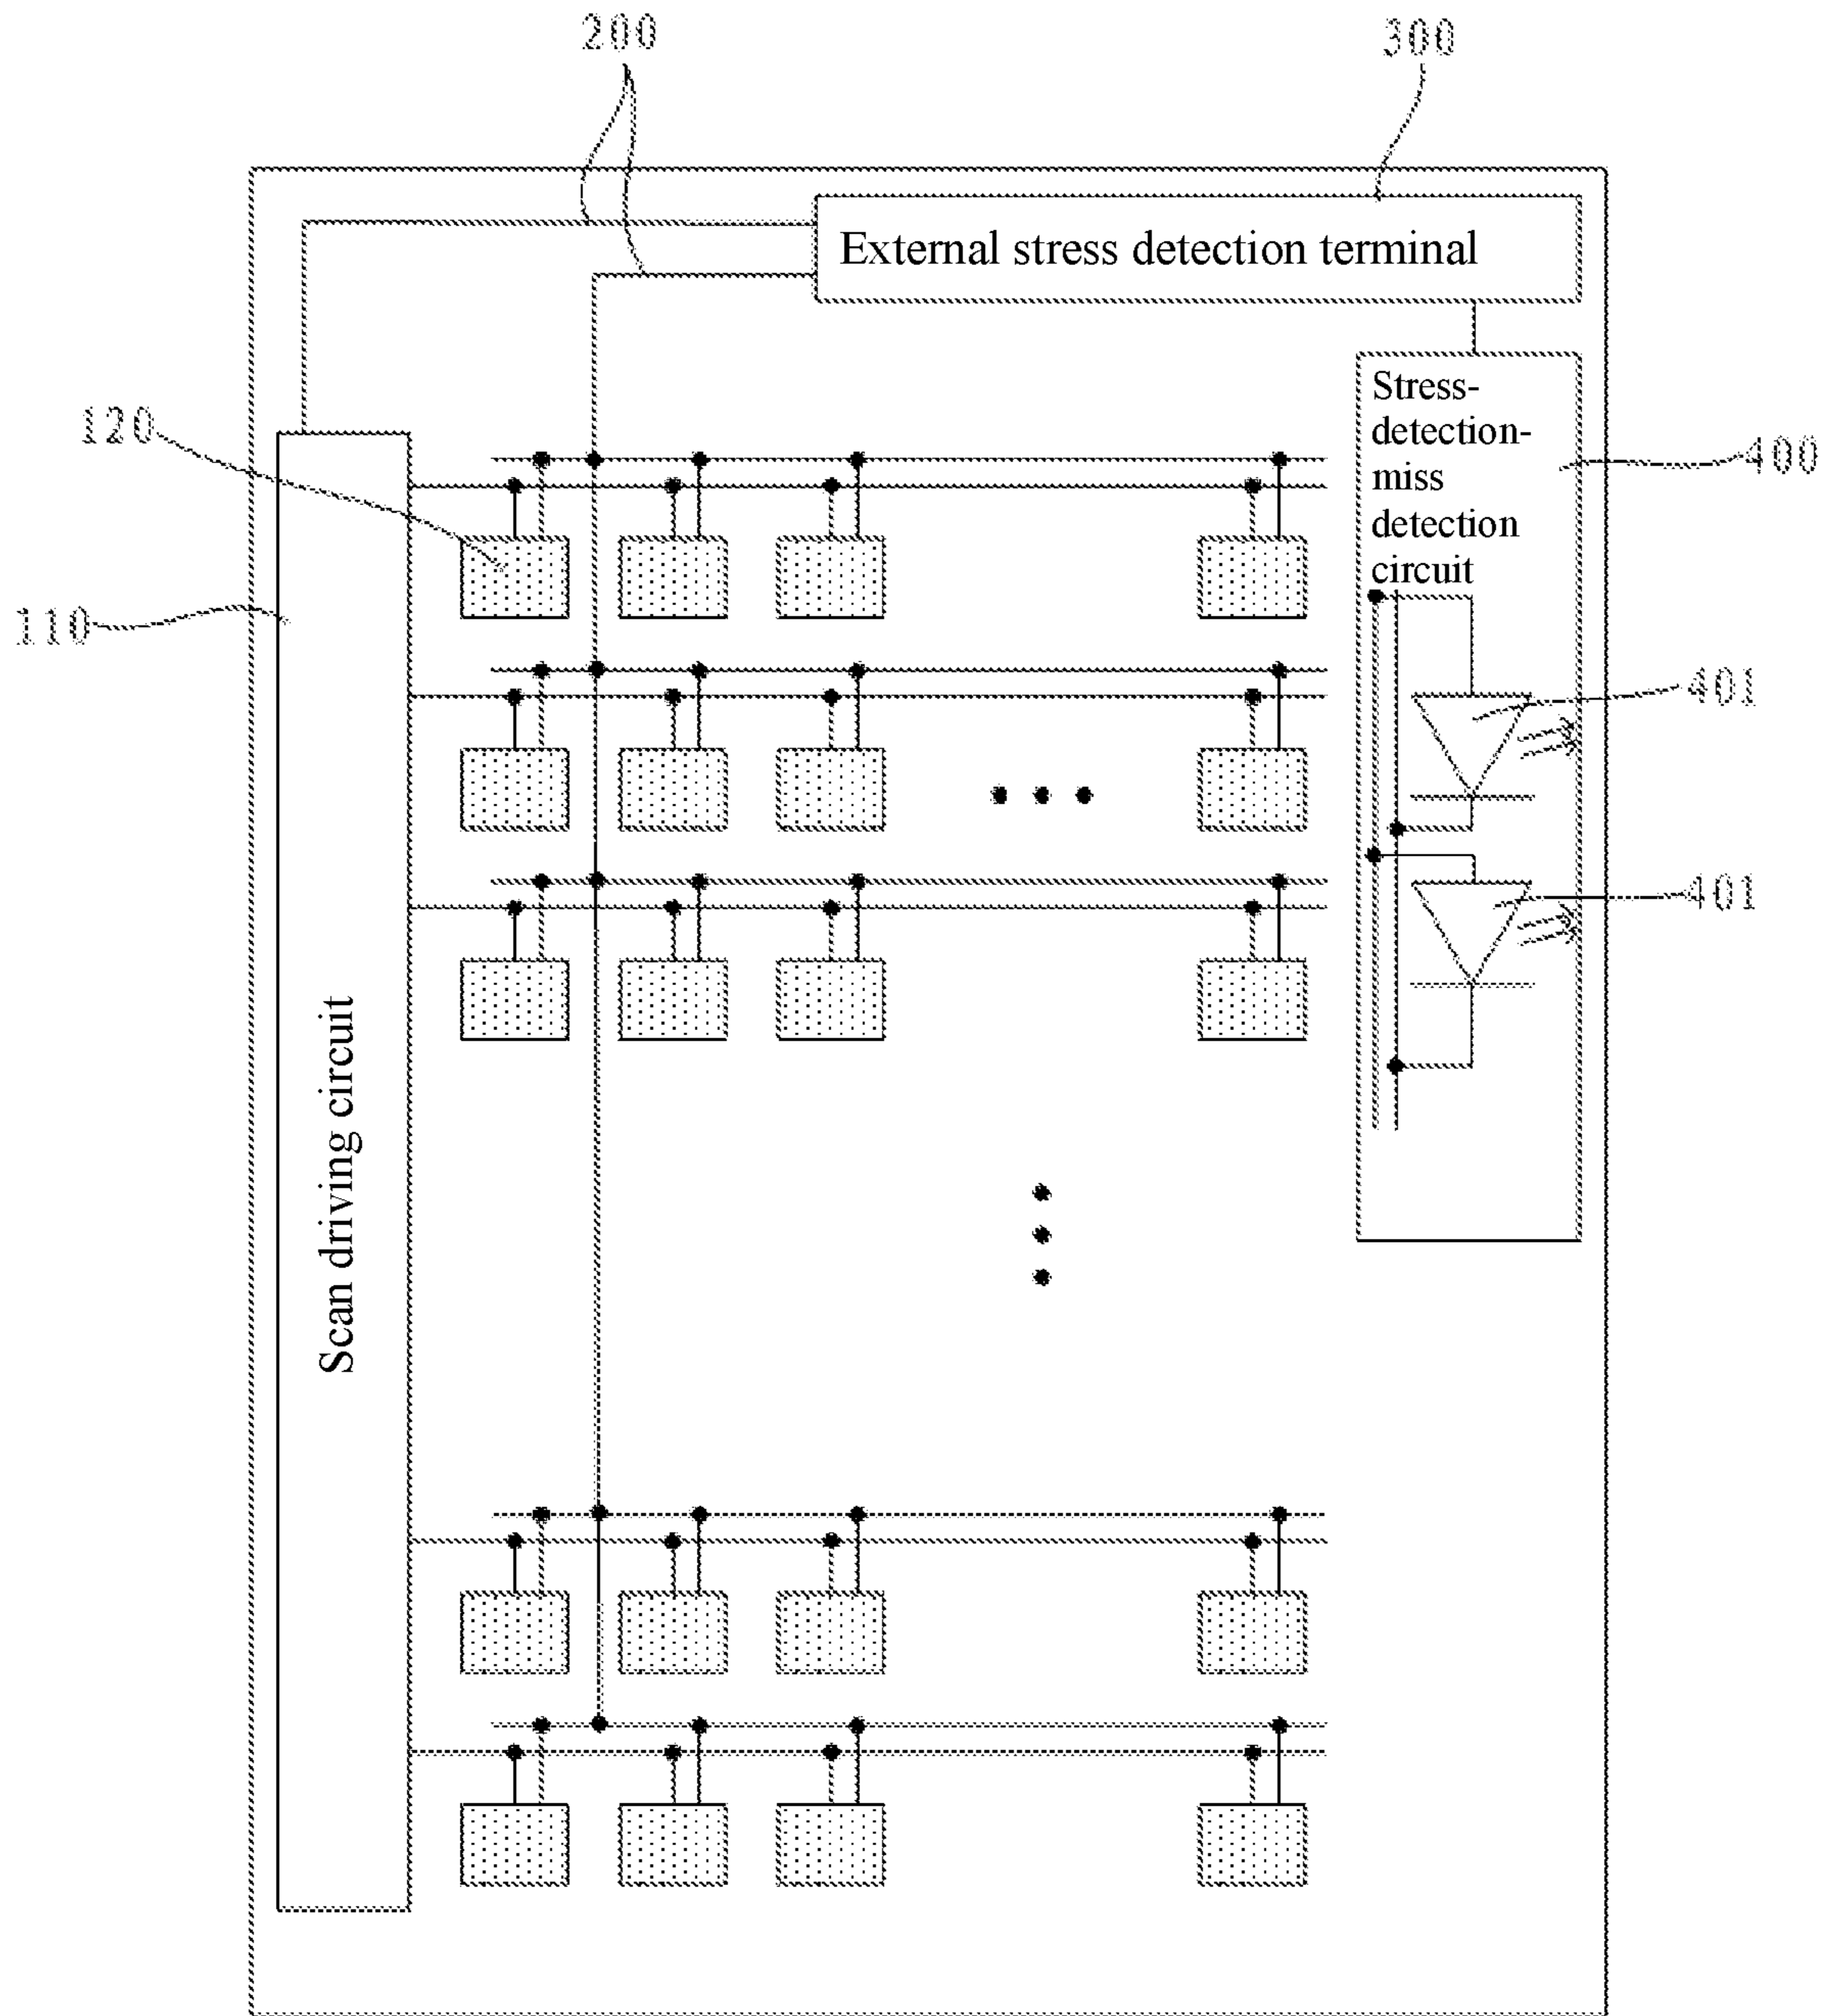 200
300
External stress detection terminal
Stress-
detection-
miss
detection
circuit
120
400
110
401
401
Scan driving circuit